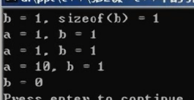 b = 1, sizeof(b) = 1
a = 1, b = 1
a = 1, b = 1
a = 10, b = 1
b = 0
Press enter to continue